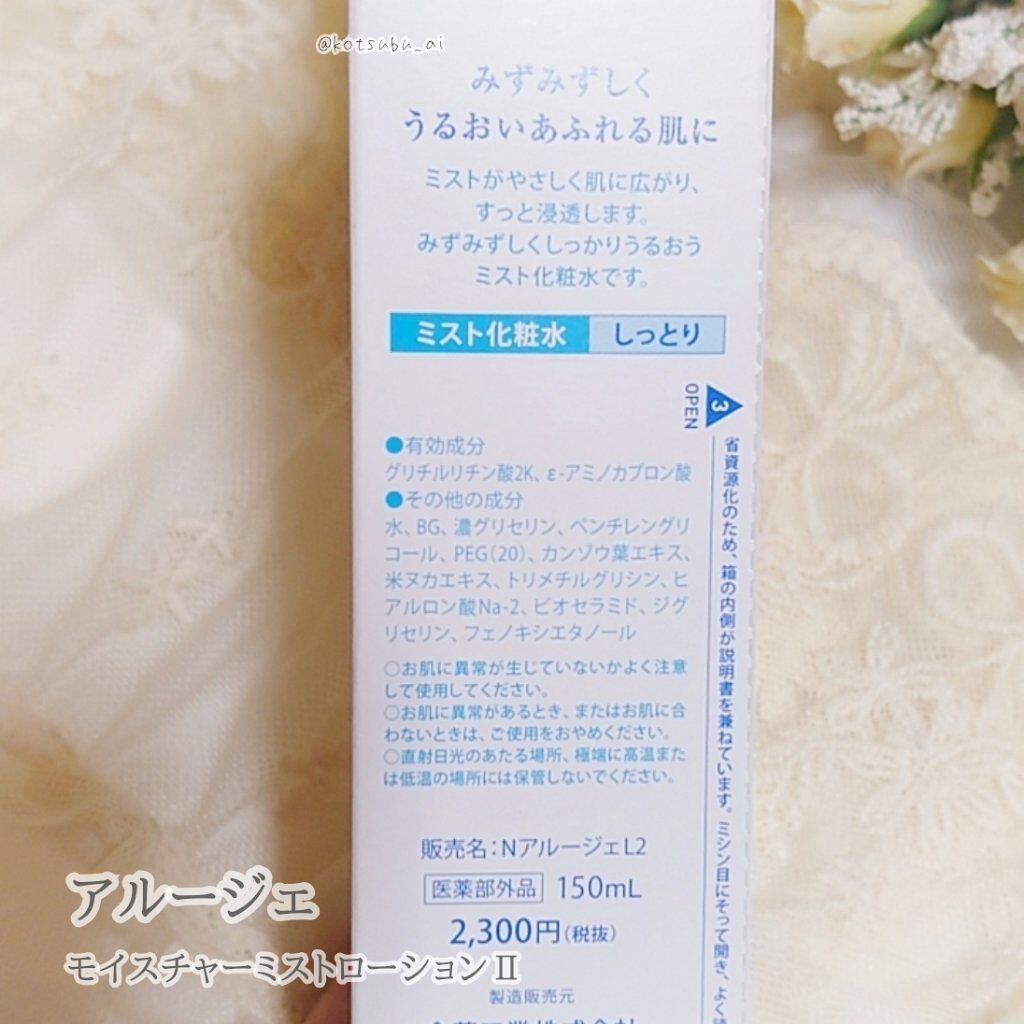 @kotsubu_ai
みずみずしく
うるおいあふれる肌に
ミストがやさしく肌に広がり、
すっと浸透します。
みずみずしくしっかりうるおう
ミスト化粧水です。
ミスト化粧水 しっとり
3
OPEN
●有効成分
グリチルリチン酸2K、ε-アミノカプロン酸
●その他の成分
水、BG、濃グリセリン、ペンチレングリ
コール、PEG(20)、カンゾウ葉エキス、
米ヌカエキス、トリメチルグリシン、ヒ
アルロン酸Na-2、ビオセラミド、ジグ
リセリン、フェノキシエタノール
○お肌に異常が生じていないかよく注意
して使用してください。
○お肌に異常があるとき、またはお肌に合
わないときは、ご使用をおやめください。
○直射日光のあたる場所、極端に高温また
は低温の場所には保管しないでください。
販売名：NアルージェL2
医薬部外品 150mL
2,300円(税抜)
製造販売元
省資源化のため、箱の内側が説明書を兼ねています。ミシン目にそって開き、よく
アルージェ
モイスチャーミストローションⅡ